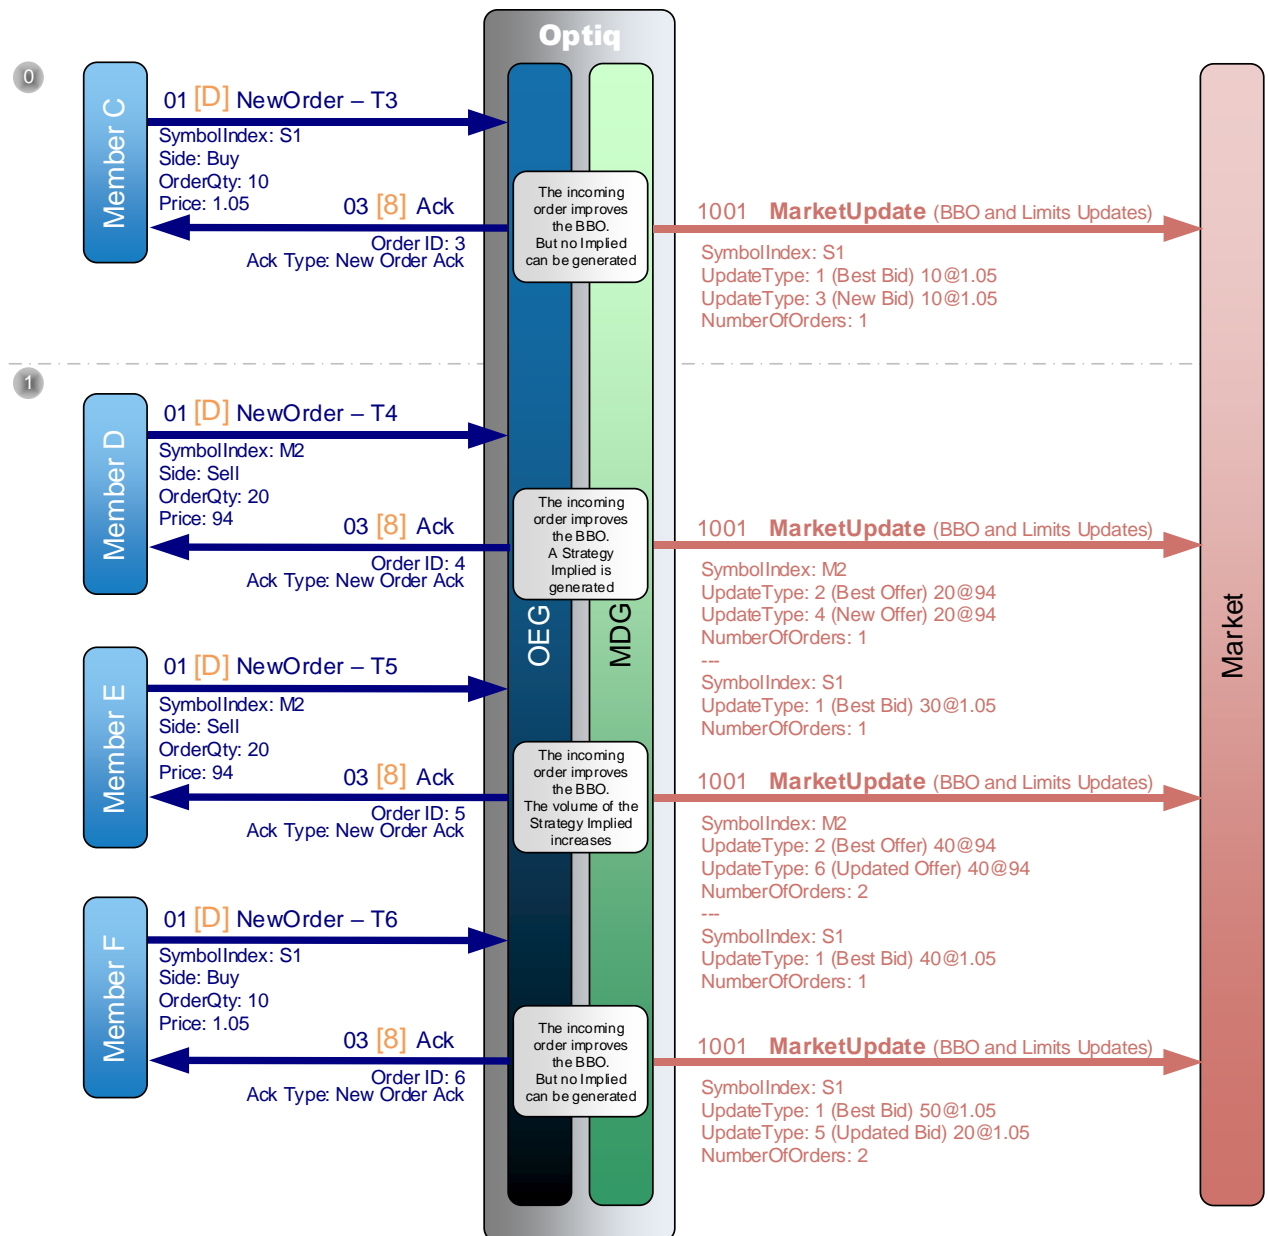 Optiq
0
Member C
01 [D] NewOrder – T3
SymbolIndex: S1
Side: Buy
OrderQty: 10
Price: 1.05
03 [8] Ack
Order ID: 3
Ack Type: New Order Ack
The incoming
order improves
the BBO.
But no Implied
can be generated
1001 MarketUpdate (BBO and Limits Updates)
SymbolIndex: S1
UpdateType: 1 (Best Bid) 10@1.05
UpdateType: 3 (New Bid) 10@1.05
NumberOfOrders: 1
1
Member D
01 [D] NewOrder – T4
SymbolIndex: M2
Side: Sell
OrderQty: 20
Price: 94
03 [8] Ack
Order ID: 4
Ack Type: New Order Ack
The incoming
order improves
the BBO.
A Strategy
Implied is
generated
1001 MarketUpdate (BBO and Limits Updates)
SymbolIndex: M2
UpdateType: 2 (Best Offer) 20@94
UpdateType: 4 (New Offer) 20@94
NumberOfOrders: 1
---
SymbolIndex: S1
UpdateType: 1 (Best Bid) 30@1.05
NumberOfOrders: 1
OEG
MDG
Market
Member E
01 [D] NewOrder – T5
SymbolIndex: M2
Side: Sell
OrderQty: 20
Price: 94
03 [8] Ack
Order ID: 5
Ack Type: New Order Ack
The incoming
order improves
the BBO.
The volume of the
Strategy Implied
increases
1001 MarketUpdate (BBO and Limits Updates)
SymbolIndex: M2
UpdateType: 2 (Best Offer) 40@94
UpdateType: 6 (Updated Offer) 40@94
NumberOfOrders: 2
---
SymbolIndex: S1
UpdateType: 1 (Best Bid) 40@1.05
NumberOfOrders: 1
Member F
01 [D] NewOrder – T6
SymbolIndex: S1
Side: Buy
OrderQty: 10
Price: 1.05
03 [8] Ack
Order ID: 6
Ack Type: New Order Ack
The incoming
order improves
the BBO.
But no Implied
can be generated
1001 MarketUpdate (BBO and Limits Updates)
SymbolIndex: S1
UpdateType: 1 (Best Bid) 50@1.05
UpdateType: 5 (Updated Bid) 20@1.05
NumberOfOrders: 2